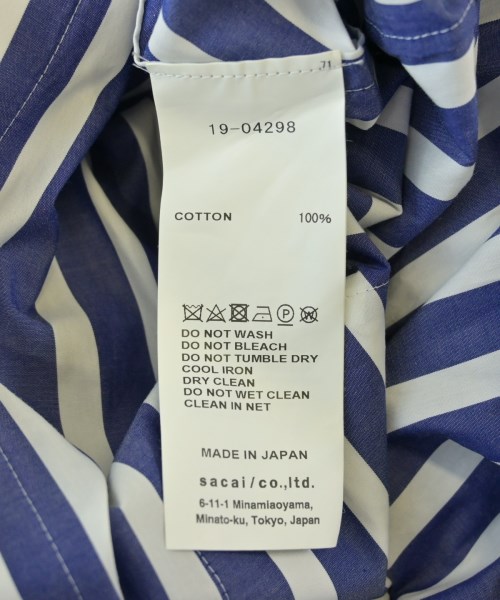 71
19-04298
COTTON 100%
DO NOT WASH
DO NOT BLEACH
DO NOT TUMBLE DRY
COOL IRON
DRY CLEAN
DO NOT WET CLEAN
CLEAN IN NET
MADE IN JAPAN
sacai/co.,ltd.
6-11-1 Minamiaoyama,
Minato-ku, Tokyo, Japan